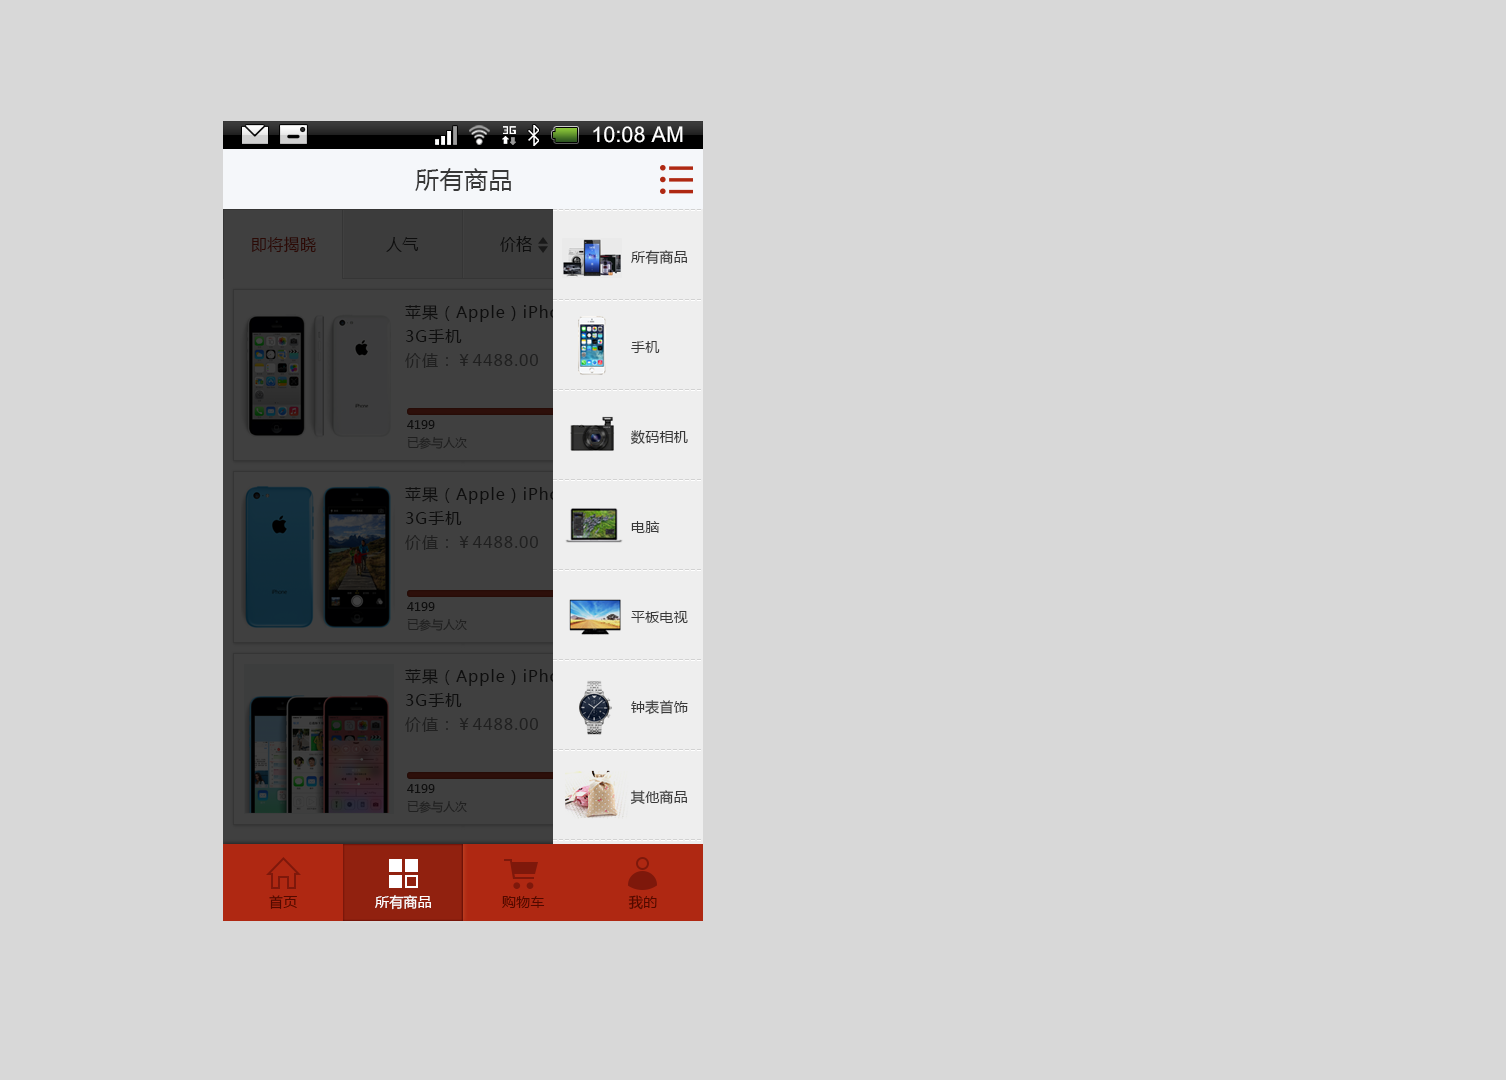 10:08 AM
所有商品
即将揭晓
人气
价格
苹果（Apple）iPho
3G手机
价值：￥4488.00
4199
已参与人次
苹果（Apple）iPho
3G手机
价值：￥4488.00
4199
已参与人次
苹果（Apple）iPho
3G手机
价值：￥4488.00
4199
已参与人次
所有商品
手机
数码相机
电脑
平板电视
钟表首饰
其他商品
首页
所有商品
购物车
我的